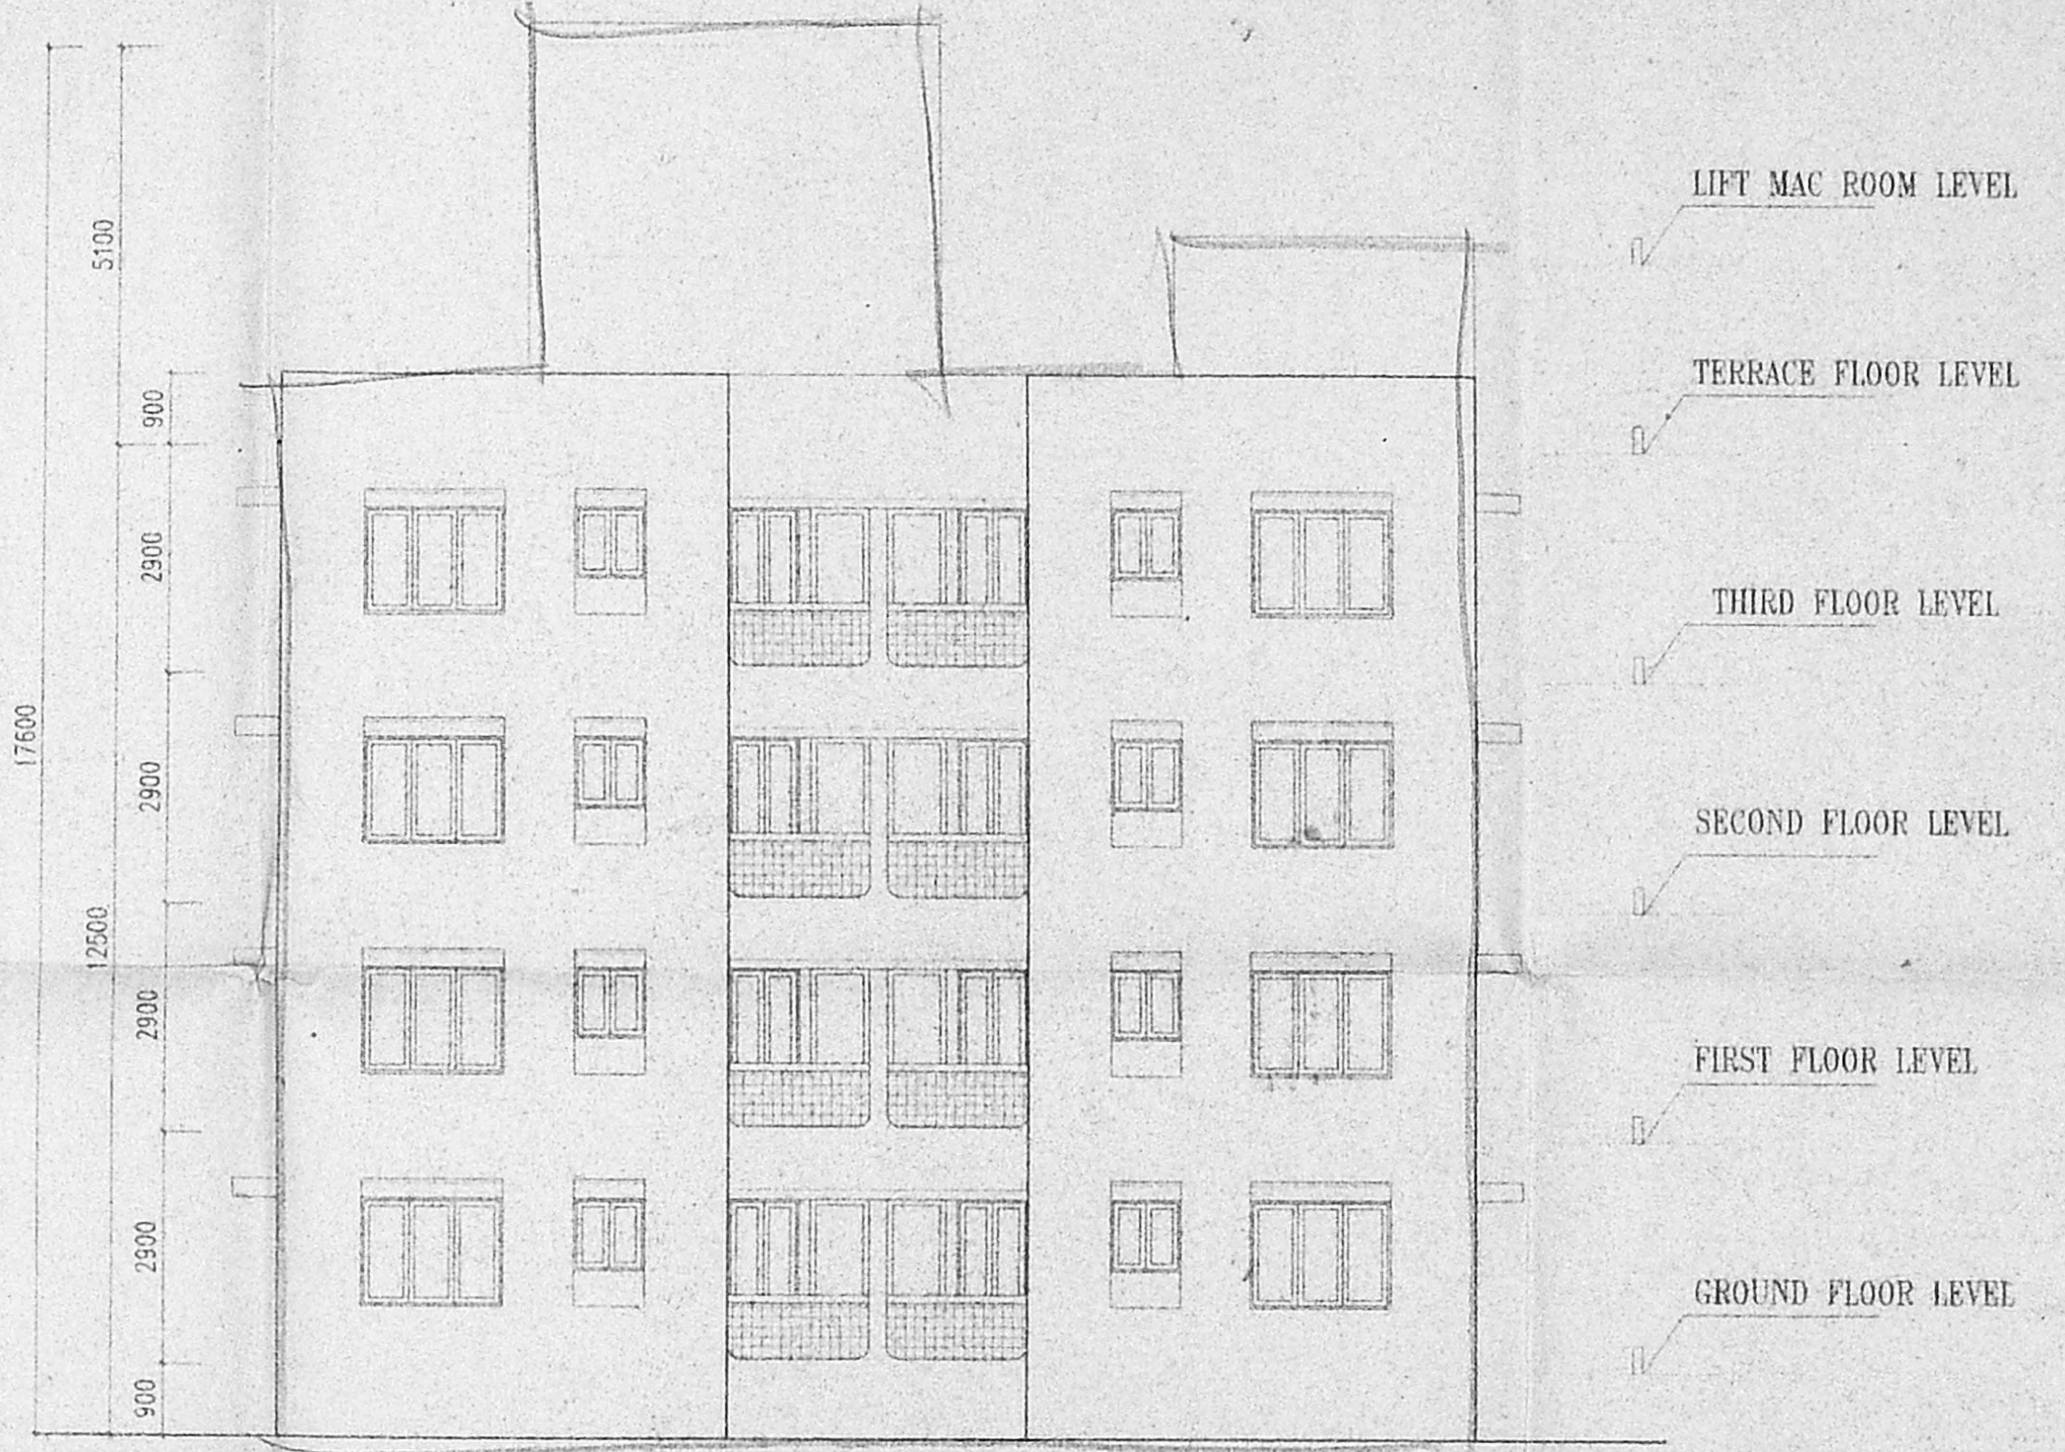 LIFT MAC ROOM LEVEL
5100
TERRACE FLOOR LEVEL
900
2900
THIRD FLOOR LEVEL
17600
2900
SECOND FLOOR LEVEL
12500
2900
FIRST FLOOR LEVEL
2900
GROUND FLOOR LEVEL
900